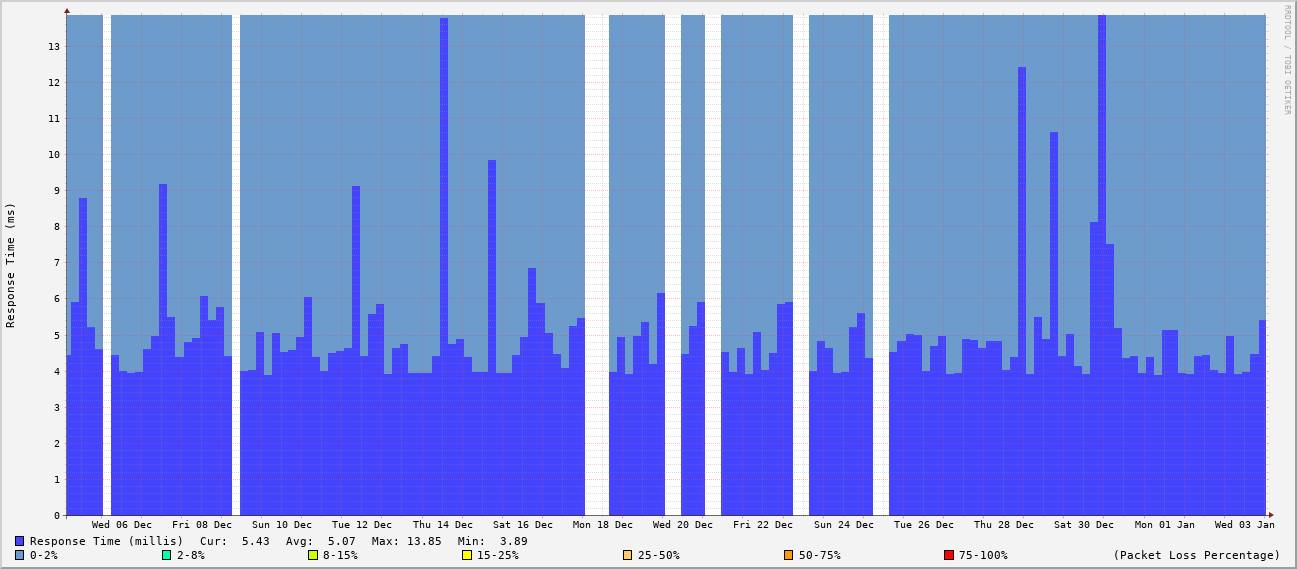 RRDTOOL / TOBI OETIKER
Response Time (ms)
13
12
11
10
9
8
7
6
5
4
3
2
1
0
Wed 06 Dec Fri 08 Dec Sun 10 Dec Tue 12 Dec Thu 14 Dec Sat 16 Dec Mon 18 Dec Wed 20 Dec Fri 22 Dec Sun 24 Dec Tue 26 Dec Thu 28 Dec Sat 30 Dec Mon 01 Jan Wed 03 Jan
Response Time (millis) Cur: 5.43 Avg: 5.07 Max: 13.85 Min: 3.89
0-2% 2-8% 8-15% 15-25% 25-50% 50-75% 75-100% (Packet Loss Percentage)